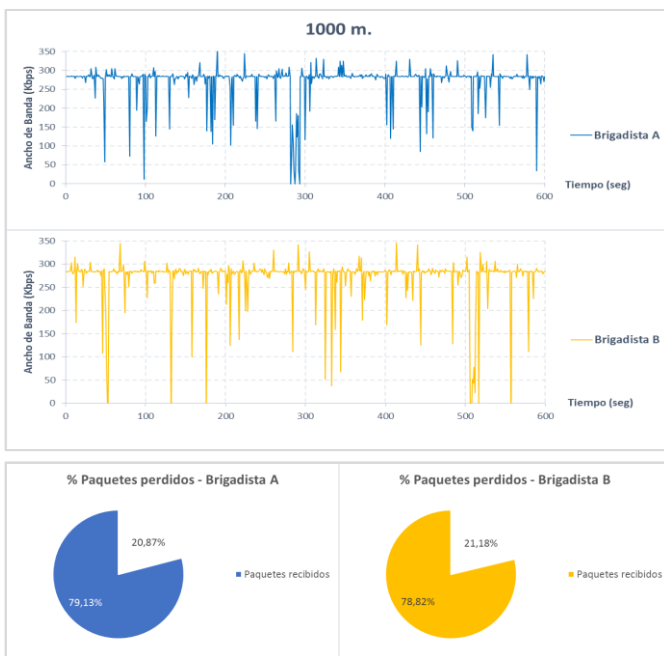 1000 m.
350
300
250
200
150
100
50
0
Ancho de Banda (Kbps)
0 100 200 300 400 500 600
Brigadista A
Tiempo (seg)
350
300
250
200
150
100
50
0
Ancho de Banda (Kbps)
0 100 200 300 400 500 600
Brigadista B
Tiempo (seg)
% Paquetes perdidos - Brigadista A
20,87%
79,13%
Paquetes recibidos
% Paquetes perdidos - Brigadista B
21,18%
78,82%
Paquetes recibidos